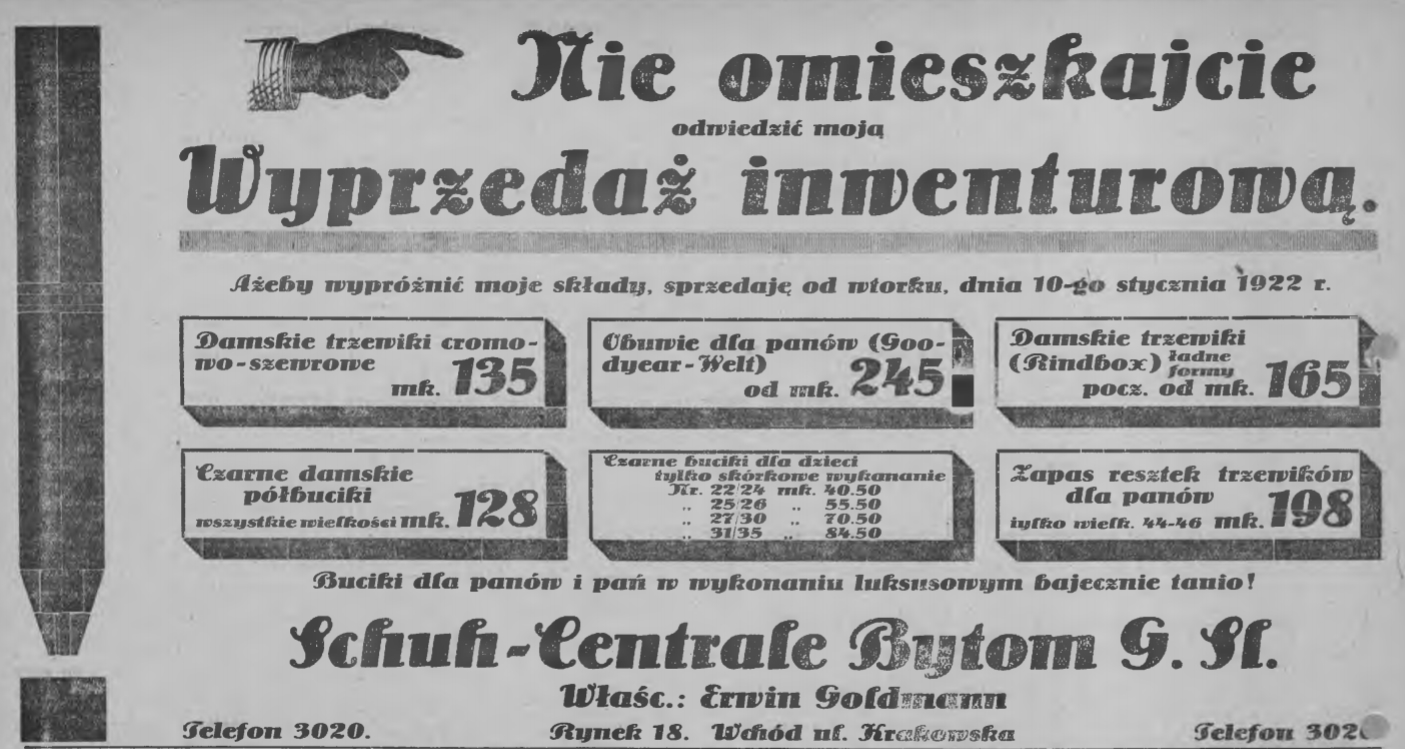 Nie omieszkajcie
odwiedzić moją
Wyprzedaż inwenturową.
Ażeby wypróżnić moje składy, sprzedaję od wtorku, dnia 10-go stycznia 1922 r.
Damskie trzewiki cromo-
wo-szewrowe
mk. 135
Obuwie dla panów (Goo-
dyear-Welt)
od mk. 245
Damskie trzewiki
(Rindbox) ładne formy
pocz. od mk. 165
Czarne damskie
półbuciki
wszystkie wielkości mk. 128
Czarne buciki dla dzieci
tylko skórkowe wykananie
Nr. 22/24 mk. 40.50
„ 25/26 „ 55.50
„ 27/30 „ 70.50
„ 31/35 „ 84.50
Zapas resztek trzewików
dla panów
tylko wielk. 44-46 mk. 198
Buciki dla panów i pań w wykonaniu luksusowym bajecznie tanio!
Schuh-Centrale Bytom G. Sl.
Właśc.: Erwin Goldmann
Telefon 3020. Rynek 18. Wchód ul. Krakowska Telefon 302